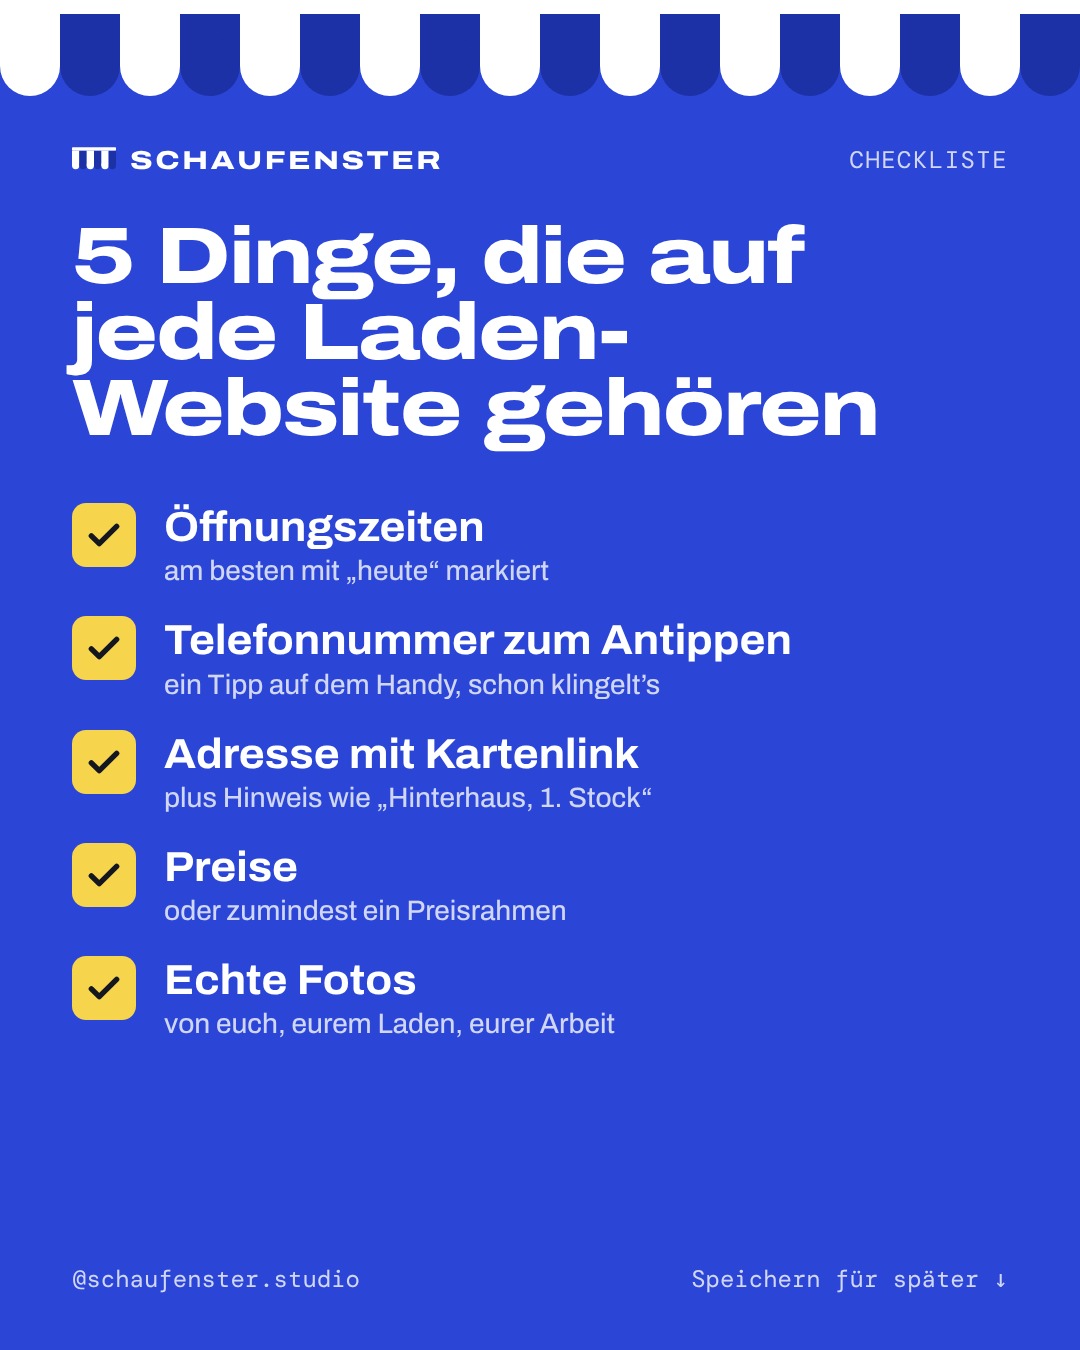 SCHAUFENSTER
CHECKLISTE
5 Dinge, die auf
jede Laden-
Website gehören
Öffnungszeiten
am besten mit „heute“ markiert
Telefonnummer zum Antippen
ein Tipp auf dem Handy, schon klingelt’s
Adresse mit Kartenlink
plus Hinweis wie „Hinterhaus, 1. Stock“
Preise
oder zumindest ein Preisrahmen
Echte Fotos
von euch, eurem Laden, eurer Arbeit
@schaufenster.studio
Speichern für später ↓